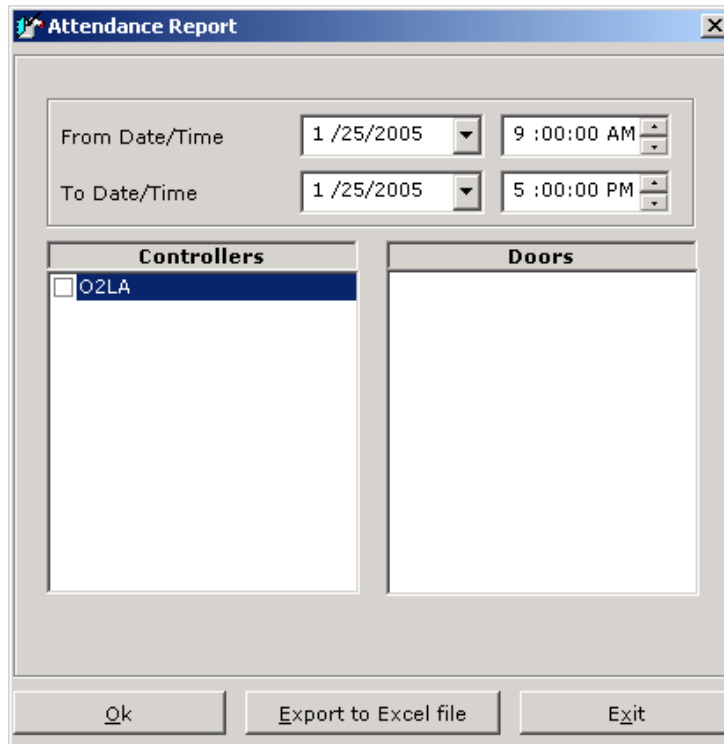 Attendance Report
From Date/Time 1 /25/2005 9 :00:00 AM
To Date/Time 1 /25/2005 5 :00:00 PM
Controllers Doors
O2LA
Ok Export to Excel file Exit